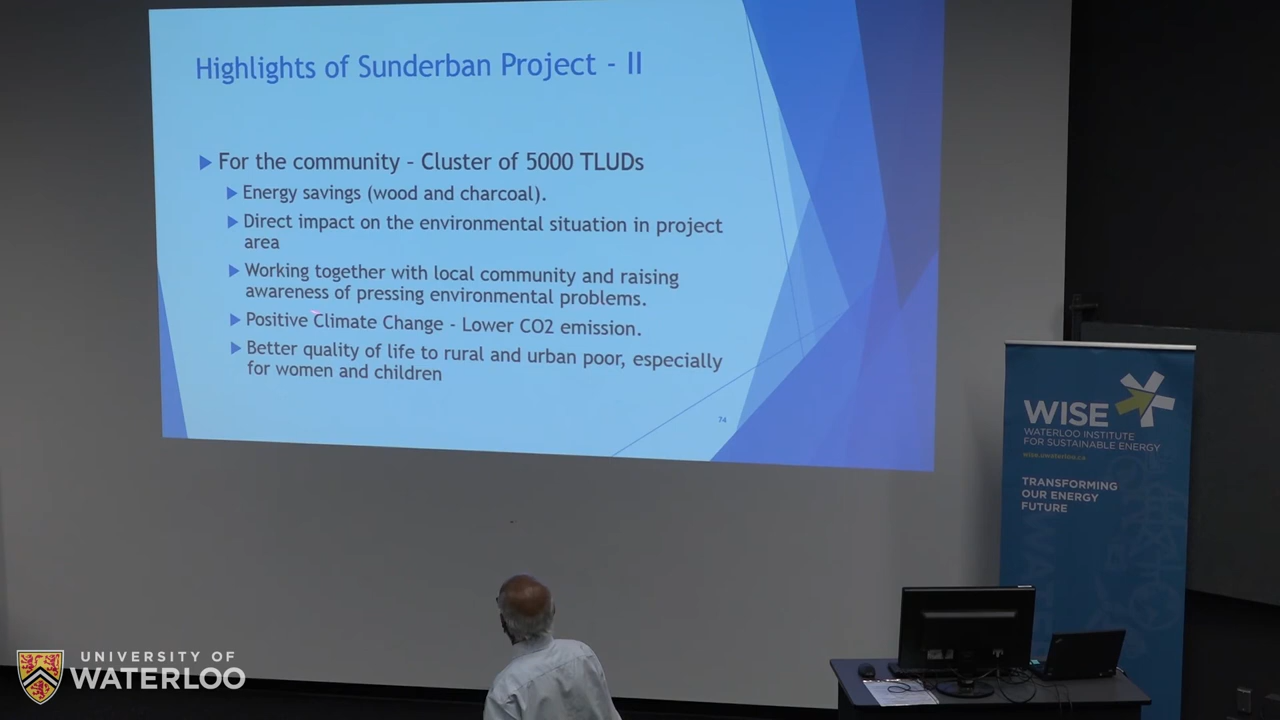 Highlights of Sunderban Project - II
For the community - Cluster of 5000 TLUDs
Energy savings (wood and charcoal).
Direct impact on the environmental situation in project
area
Working together with local community and raising
awareness of pressing environmental problems.
Positive Climate Change - Lower CO2 emission.
Better quality of life to rural and urban poor, especially
for women and children
74
WISE
WATERLOO INSTITUTE
FOR SUSTAINABLE ENERGY
wise.uwaterloo.ca
TRANSFORMING
OUR ENERGY
FUTURE
UNIVERSITY OF
WATERLOO